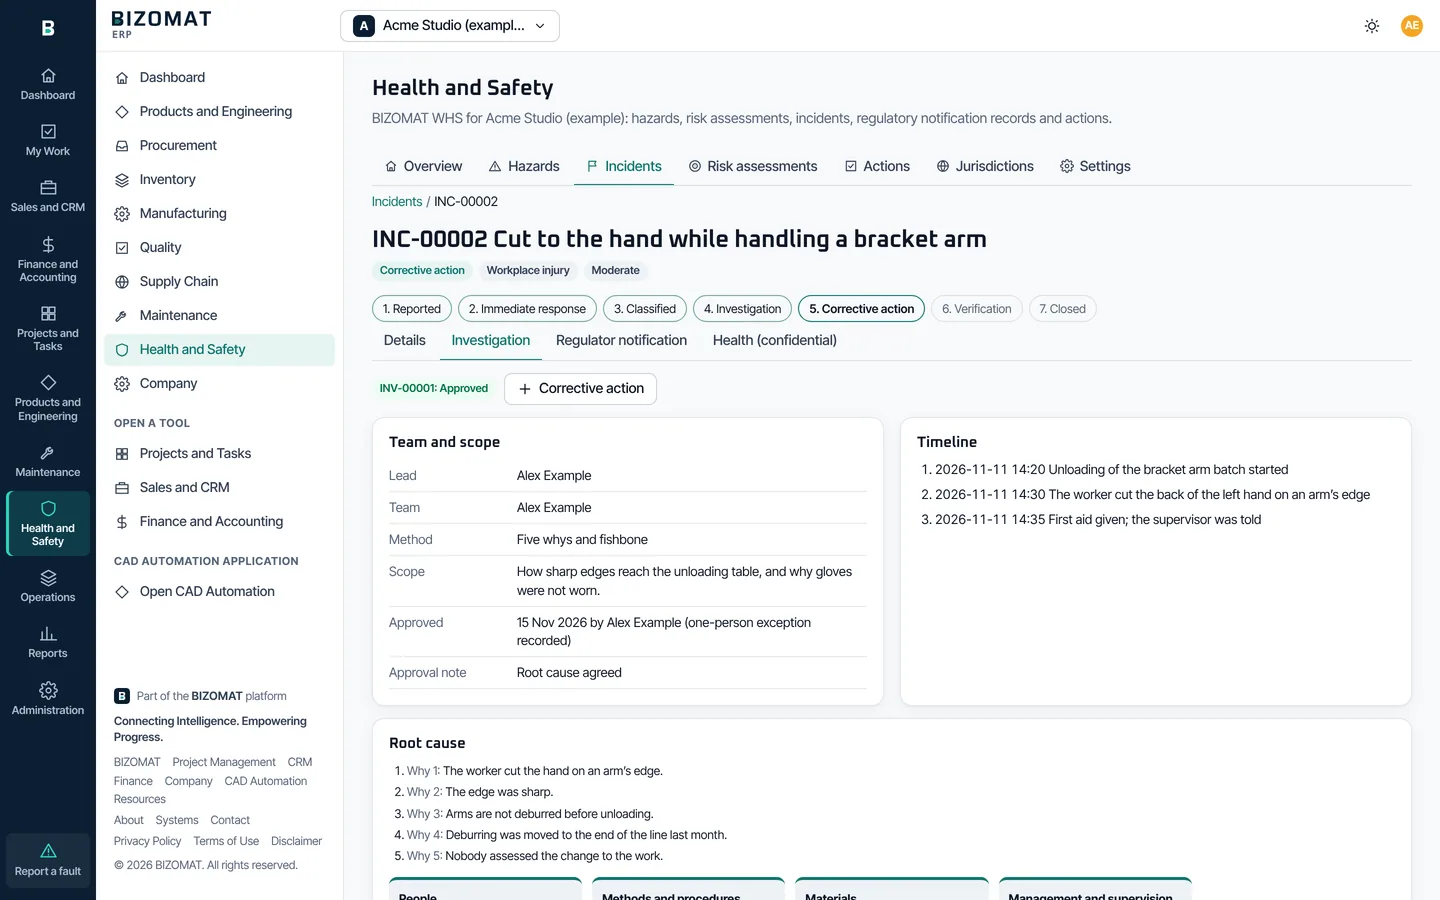 B
Dashboard
My Work
Sales and CRM
Finance and
Accounting
Projects and
Tasks
Products and
Engineering
Maintenance
Health and
Safety
Operations
Reports
Administration
Report a fault
BIZOMAT
ERP
A Acme Studio (exampl...
AE
Dashboard
Products and Engineering
Procurement
Inventory
Manufacturing
Quality
Supply Chain
Maintenance
Health and Safety
Company
OPEN A TOOL
Projects and Tasks
Sales and CRM
Finance and Accounting
CAD AUTOMATION APPLICATION
Open CAD Automation
B Part of the BIZOMAT platform
Connecting Intelligence. Empowering
Progress.
BIZOMAT Project Management CRM
Finance Company CAD Automation
Resources
About Systems Contact
Privacy Policy Terms of Use Disclaimer
© 2026 BIZOMAT. All rights reserved.
Health and Safety
BIZOMAT WHS for Acme Studio (example): hazards, risk assessments, incidents, regulatory notification records and actions.
Overview Hazards Incidents Risk assessments Actions Jurisdictions Settings
Incidents / INC-00002
INC-00002 Cut to the hand while handling a bracket arm
Corrective action Workplace injury Moderate
1. Reported 2. Immediate response 3. Classified 4. Investigation 5. Corrective action 6. Verification 7. Closed
Details Investigation Regulator notification Health (confidential)
INV-00001: Approved + Corrective action
Team and scope
Lead Alex Example
Team Alex Example
Method Five whys and fishbone
Scope How sharp edges reach the unloading table, and why gloves
were not worn.
Approved 15 Nov 2026 by Alex Example (one-person exception
recorded)
Approval note Root cause agreed
Timeline
1. 2026-11-11 14:20 Unloading of the bracket arm batch started
2. 2026-11-11 14:30 The worker cut the back of the left hand on an arm's edge
3. 2026-11-11 14:35 First aid given; the supervisor was told
Root cause
1. Why 1: The worker cut the hand on an arm's edge.
2. Why 2: The edge was sharp.
3. Why 3: Arms are not deburred before unloading.
4. Why 4: Deburring was moved to the end of the line last month.
5. Why 5: Nobody assessed the change to the work.
People Methods and procedures Materials Management and supervision